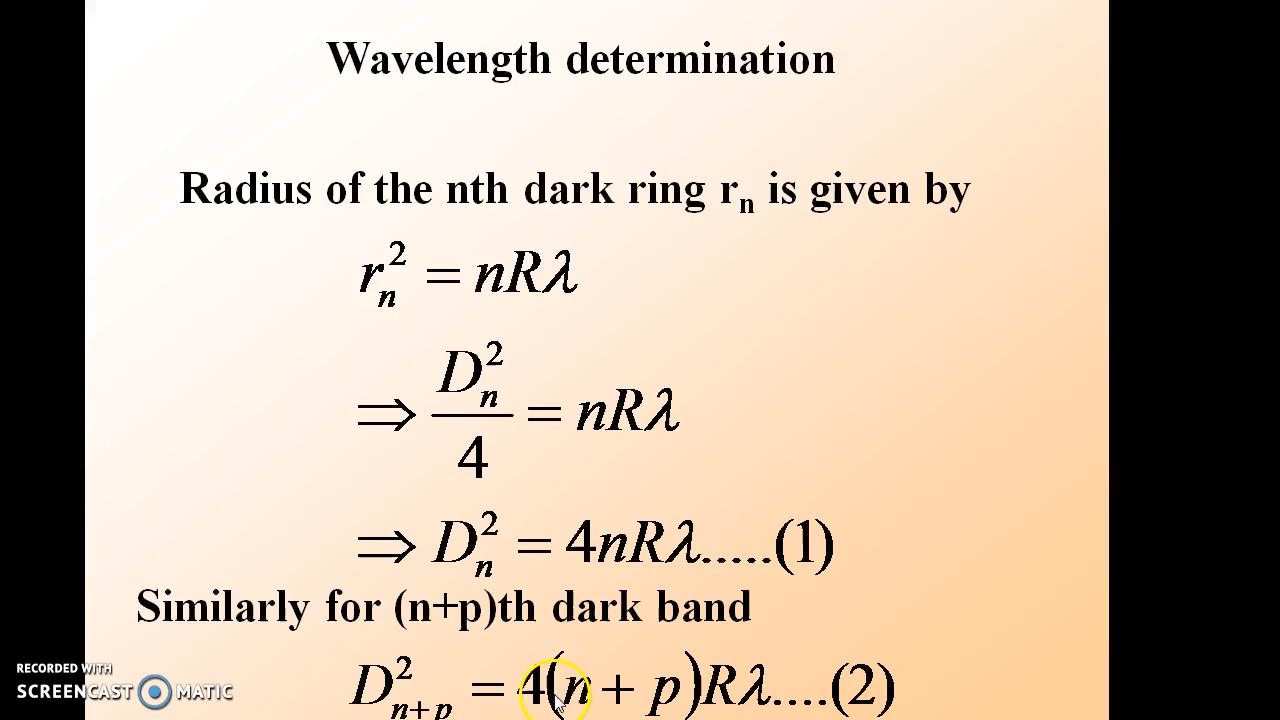 Wavelength determination
Radius of the nth dark ring rₙ is given by
rₙ² = nRλ
⇒ Dₙ²/4 = nRλ
⇒ Dₙ² = 4nRλ.....(1)
Similarly for (n+p)th dark band
Dₙ₊ₚ² = 4(n + p)Rλ....(2)
RECORDED WITH
SCREENCAST MATIC